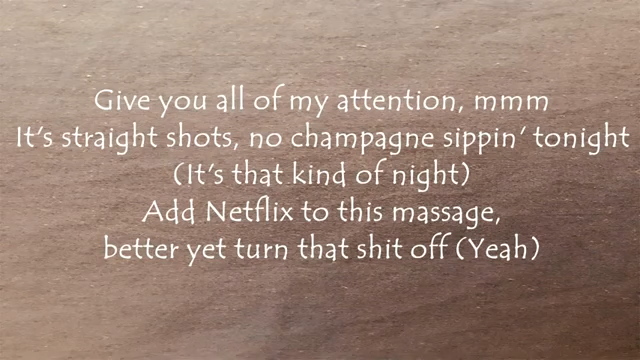 Give you all of my attention, mmm
It's straight shots, no champagne sippin' tonight
(It's that kind of night)
Add Netflix to this massage,
better yet turn that shit off (Yeah)